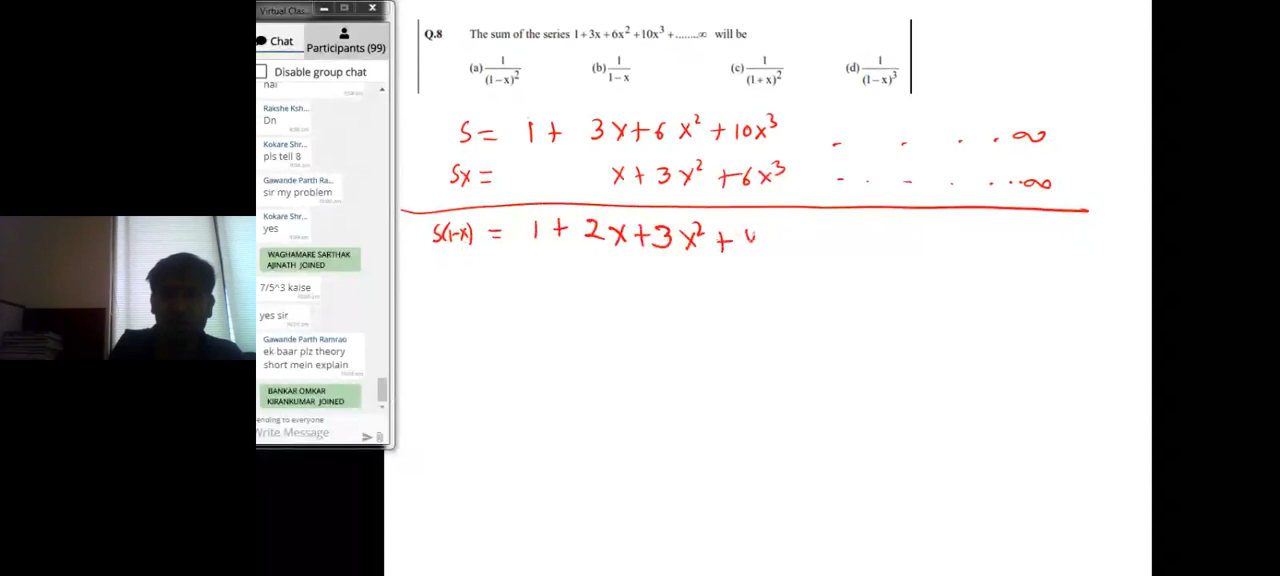 Virtual Clas
Chat
Participants (99)
Disable group chat
nai
Rakshe Ksh...
Dn
Kokare Shr...
pls tell 8
Gawande Parth Ra...
sir my problem
Kokare Shr...
yes
WAGHAMARE SARTHAK
AJINATH JOINED
7/5^3 kaise
yes sir
Gawande Parth Ramrao
ek baar plz theory
short mein explain
BANKAR OMKAR
KIRANKUMAR JOINED
ending to everyone
Write Message
Q.8 The sum of the series 1+3x+6x²+10x³+........∞ will be
(a) 1/(1−x)² (b) 1/1−x (c) 1/(1+x)² (d) 1/(1−x)³
S = 1 + 3x + 6x² + 10x³ . . . . ∞
Sx = x + 3x² + 6x³ - . - . ... ∞
S(1-x) = 1 + 2x + 3x² +